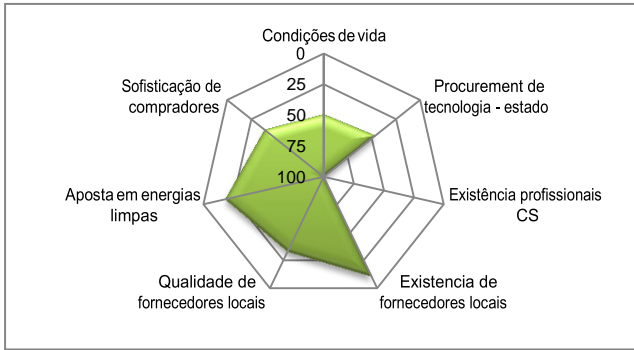 Condições de vida
0
25
50
75
100
Procurement de
tecnologia - estado
Existência profissionais
CS
Existencia de
fornecedores locais
Qualidade de
fornecedores locais
Aposta em energias
limpas
Sofisticação de
compradores